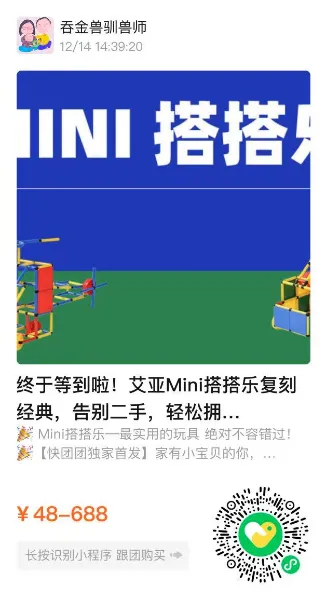 吞金兽驯兽师
12/14 14:39:20
MINI 搭搭乐
终于等到啦！艾亚Mini搭搭乐复刻
经典，告别二手，轻松拥...
🎉 Mini搭搭乐—最实用的玩具 绝对不容错过！
🎉【快团团独家首发】家有小宝贝的你，...
¥48-688
长按识别小程序 跟团购买